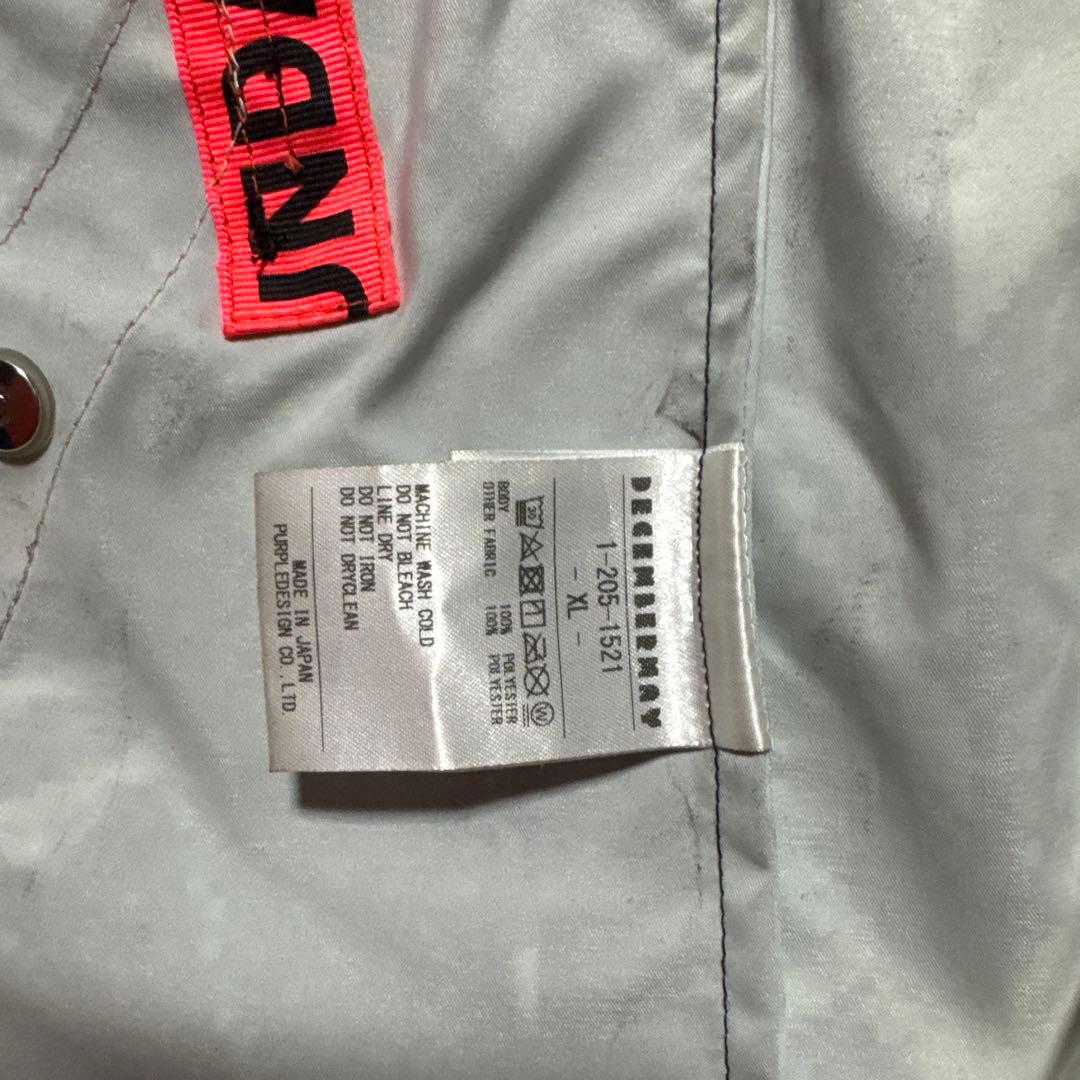 DECEMBERMAY
1-205-1521
- XL -
30
W
BODY 100% POLYESTER
OTHER FABRIC 100% POLYESTER
MACHINE WASH COLD
DO NOT BLEACH
LINE DRY
DO NOT IRON
DO NOT DRYCLEAN
MADE IN JAPAN
PURPLEDESIGN CO., LTD.